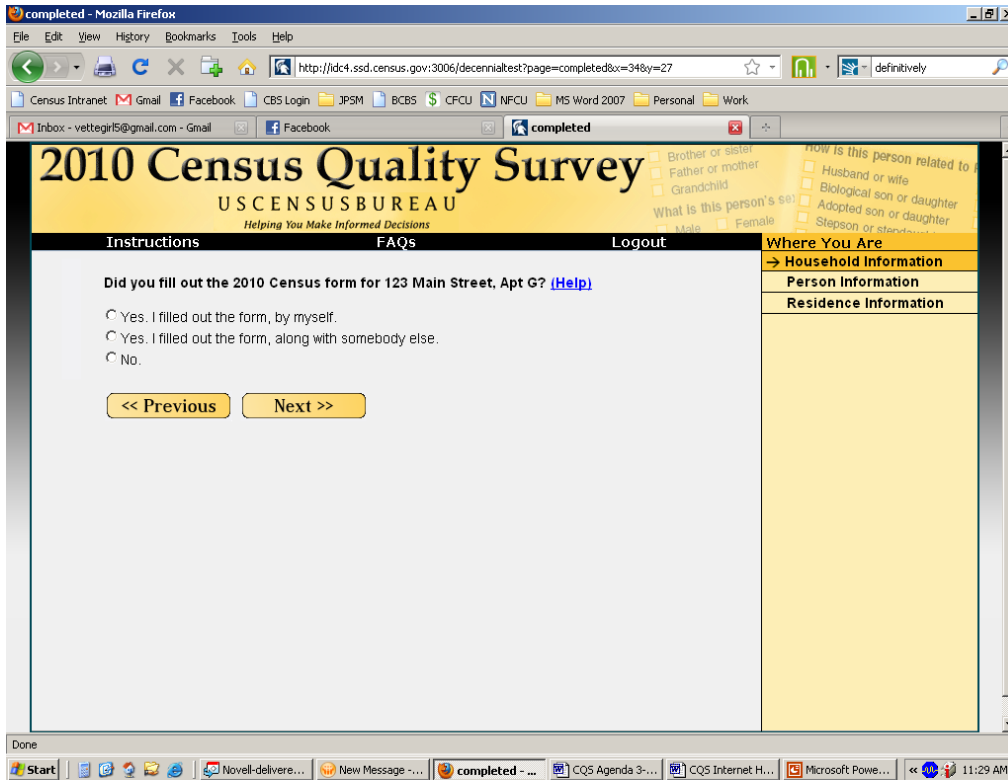 completed - Mozilla Firefox
File Edit View History Bookmarks Tools Help
http://idc4.ssd.census.gov:3006/decennialtest?page=completed&x=34&y=27
definitively
Census Intranet Gmail Facebook CBS Login JPSM BCBS CFCU NFCU MS Word 2007 Personal Work
Inbox - vettegirl5@gmail.com - Gmail Facebook completed
2010 Census Quality Survey
USCENSUSBUREAU
Helping You Make Informed Decisions
Brother or sister
Father or mother
Grandchild
What is this person's sex
Male Female
How is this person related to
Husband or wife
Biological son or daughter
Adopted son or daughter
Stepson or stepdaughter
Instructions FAQs Logout
Where You Are
→ Household Information
Person Information
Residence Information
Did you fill out the 2010 Census form for 123 Main Street, Apt G? (Help)
Yes. I filled out the form, by myself.
Yes. I filled out the form, along with somebody else.
No.
<< Previous Next >>
Done
Start Novell-delivere... New Message -... completed - ... CQS Agenda 3-... CQS Internet H... Microsoft Powe... « 11:29 AM